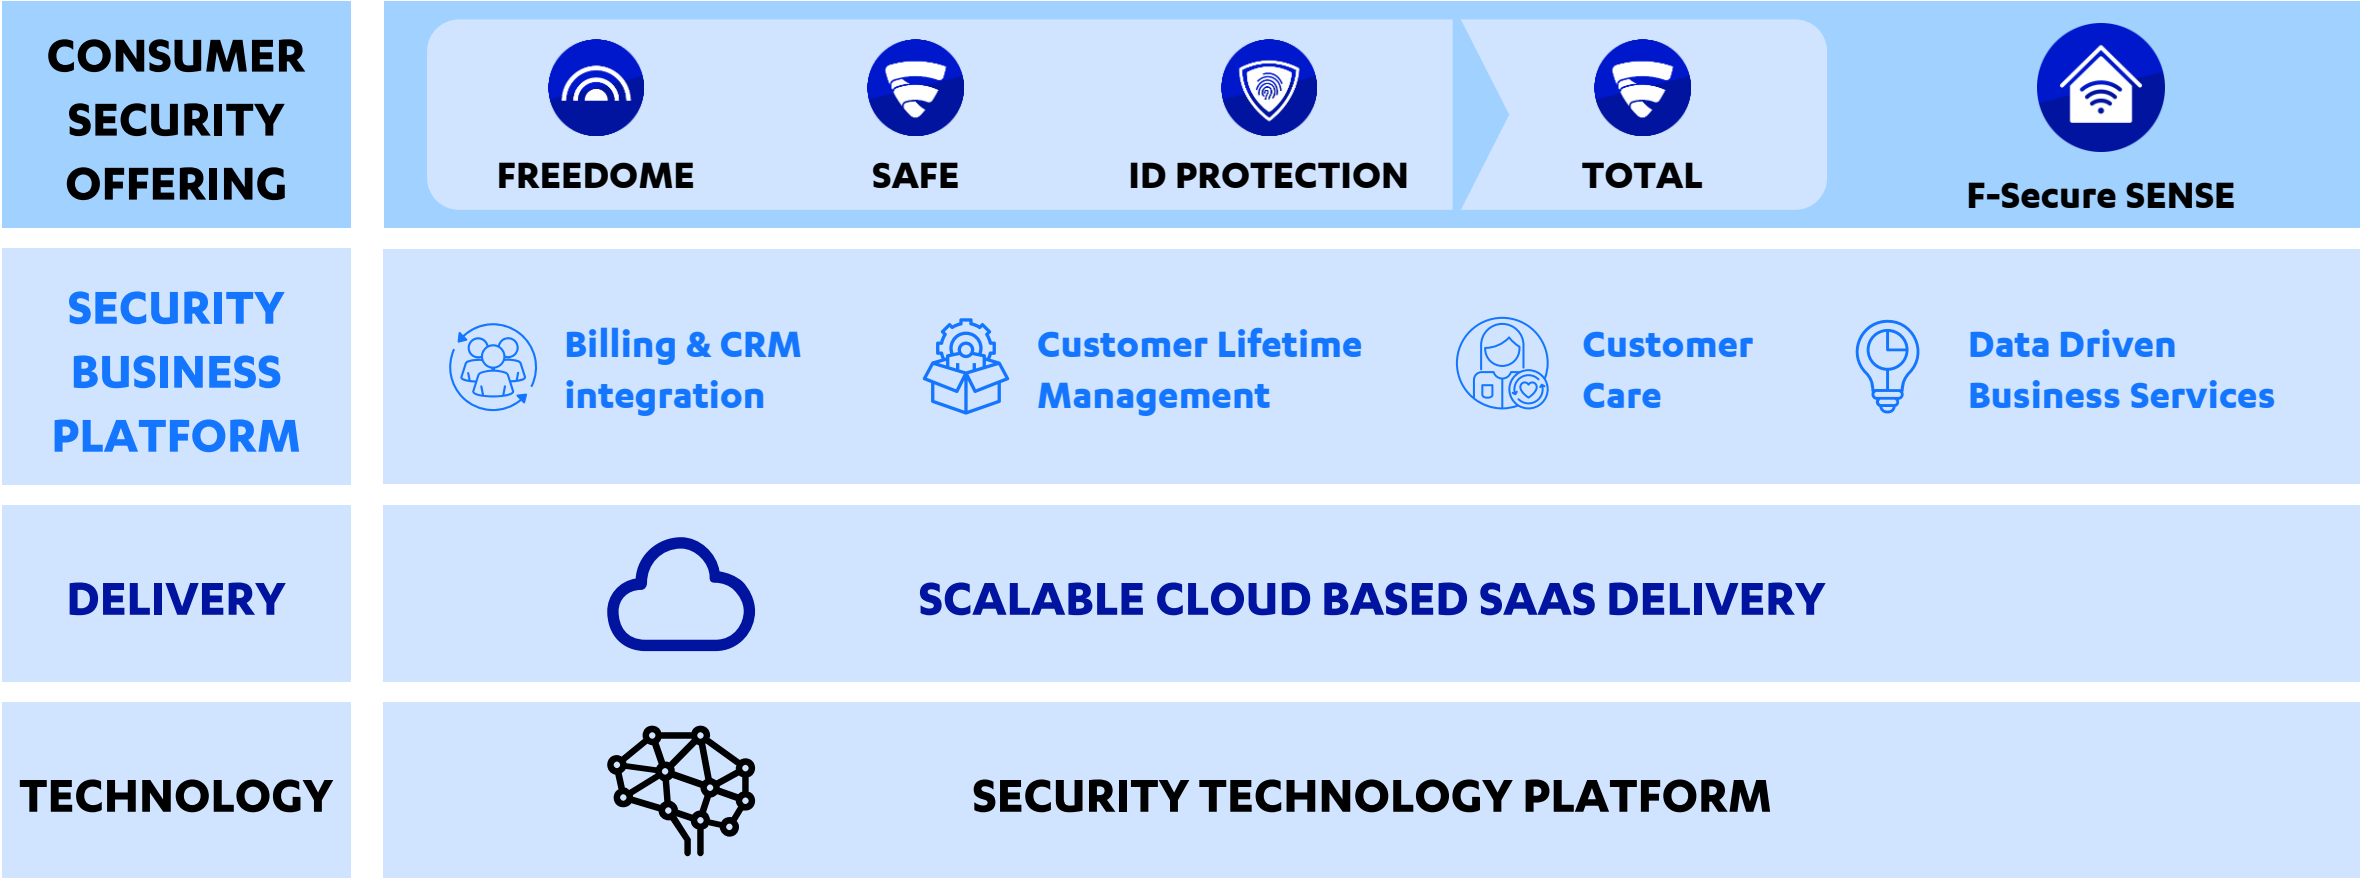 CONSUMER
SECURITY
OFFERING
FREEDOME
SAFE
ID PROTECTION
TOTAL
F-Secure SENSE
SECURITY
BUSINESS
PLATFORM
Billing & CRM
integration
Customer Lifetime
Management
Customer
Care
Data Driven
Business Services
DELIVERY
SCALABLE CLOUD BASED SAAS DELIVERY
TECHNOLOGY
SECURITY TECHNOLOGY PLATFORM